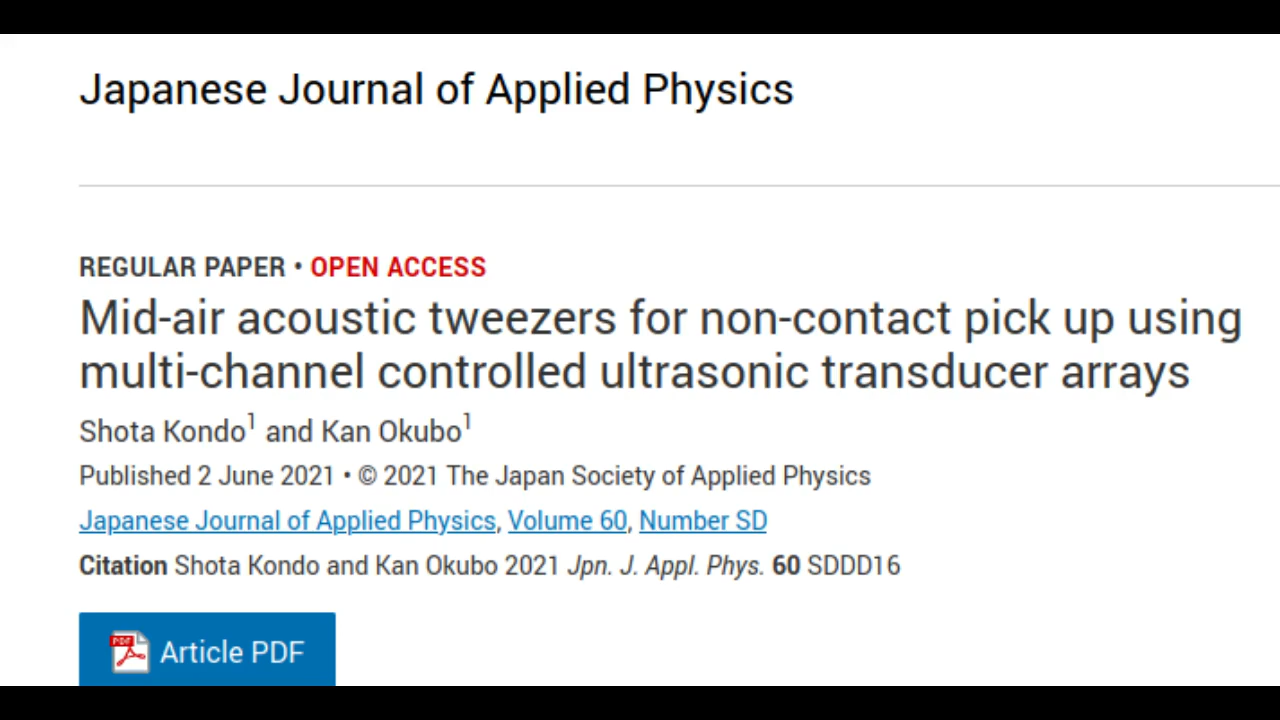 Japanese Journal of Applied Physics
REGULAR PAPER • OPEN ACCESS
Mid-air acoustic tweezers for non-contact pick up using
multi-channel controlled ultrasonic transducer arrays
Shota Kondo1 and Kan Okubo1
Published 2 June 2021 • © 2021 The Japan Society of Applied Physics
Japanese Journal of Applied Physics, Volume 60, Number SD
Citation Shota Kondo and Kan Okubo 2021 Jpn. J. Appl. Phys. 60 SDDD16
PDF Article PDF